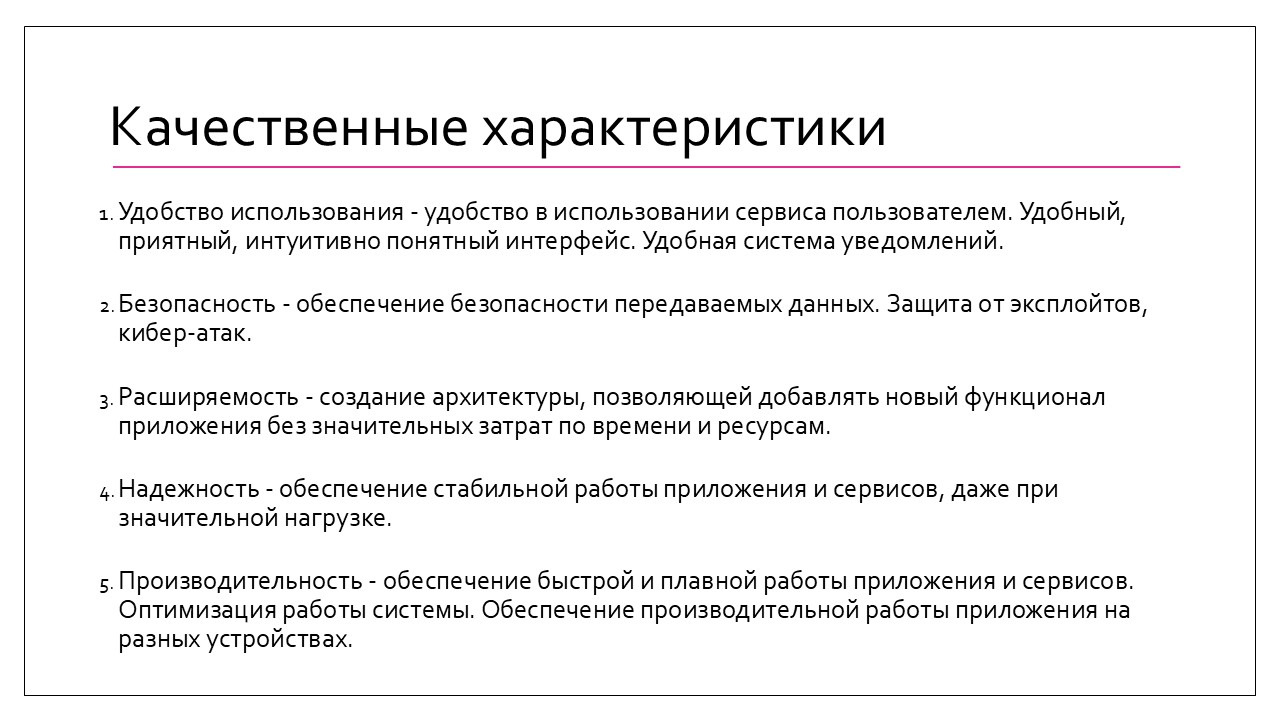 Качественные характеристики
1. Удобство использования - удобство в использовании сервиса пользователем. Удобный,
приятный, интуитивно понятный интерфейс. Удобная система уведомлений.
2. Безопасность - обеспечение безопасности передаваемых данных. Защита от эксплойтов,
кибер-атак.
3. Расширяемость - создание архитектуры, позволяющей добавлять новый функционал
приложения без значительных затрат по времени и ресурсам.
4. Надежность - обеспечение стабильной работы приложения и сервисов, даже при
значительной нагрузке.
5. Производительность - обеспечение быстрой и плавной работы приложения и сервисов.
Оптимизация работы системы. Обеспечение производительной работы приложения на
разных устройствах.